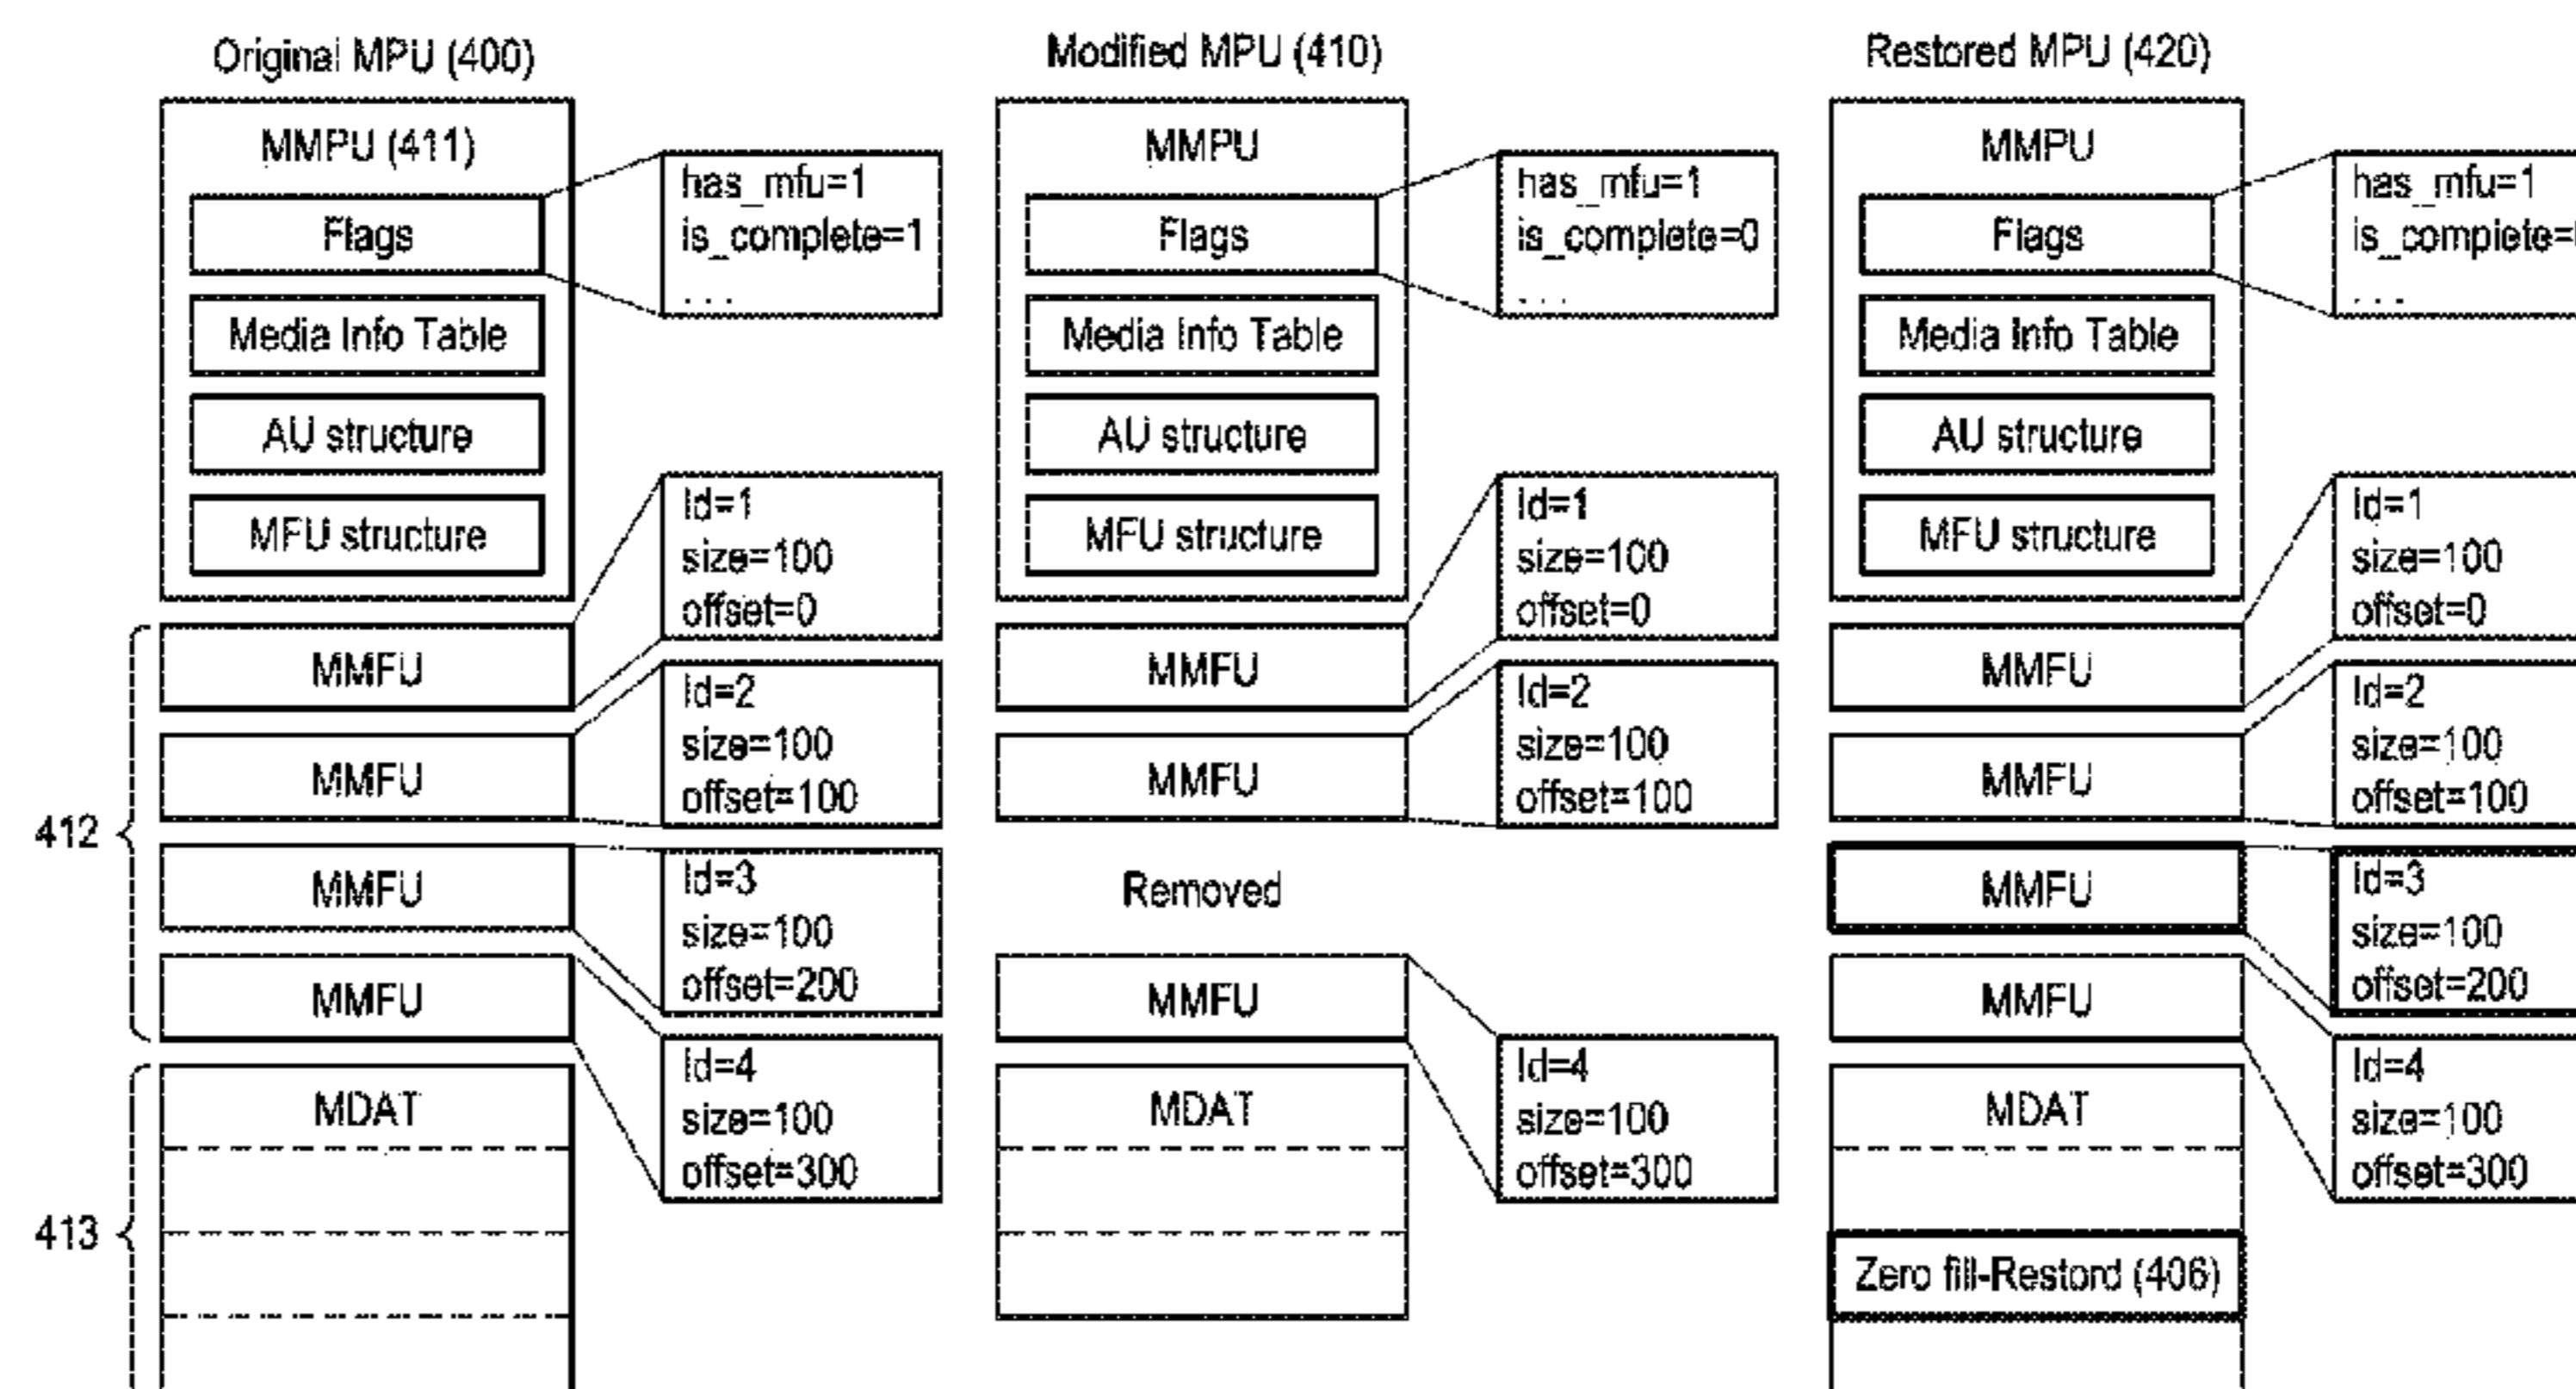 Original MPU (400)
MMPU (411)
Flags
Media Info Table
AU structure
MFU structure
has_mfu=1
is_complete=1
. . .
412
MMFU
MMFU
MMFU
MMFU
Id=1
size=100
offset=0
Id=2
size=100
offset=100
Id=3
size=100
offset=200
Id=4
size=100
offset=300
413
MDAT
Modified MPU (410)
MMPU
Flags
Media Info Table
AU structure
MFU structure
has_mfu=1
is_complete=0
. . .
MMFU
MMFU
Removed
MMFU
Id=1
size=100
offset=0
Id=2
size=100
offset=100
Id=4
size=100
offset=300
MDAT
Restored MPU (420)
MMPU
Flags
Media Info Table
AU structure
MFU structure
has_mfu=1
is_complete=
. . .
MMFU
MMFU
MMFU
MMFU
Id=1
size=100
offset=0
Id=2
size=100
offset=100
Id=3
size=100
offset=200
Id=4
size=100
offset=300
MDAT
Zero fill-Restord (406)